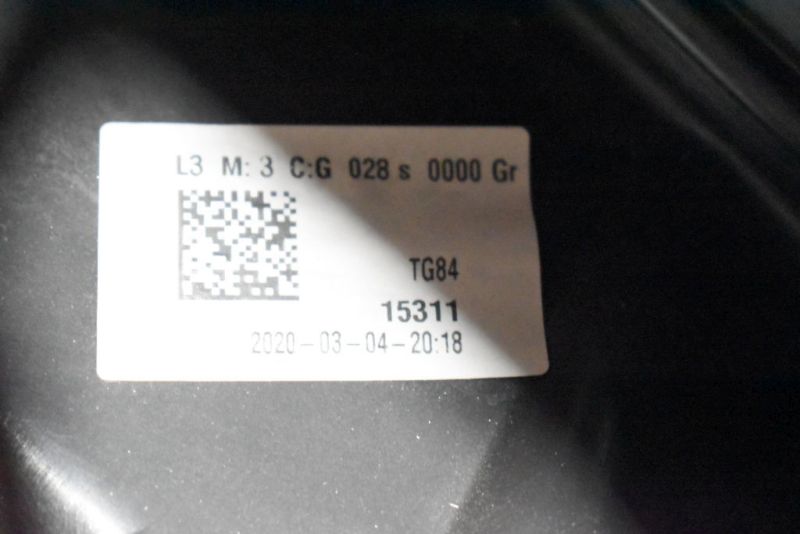 L3 M: 3 C:G 028 s 0000 Gr
TG84
15311
2020-03-04-20:18